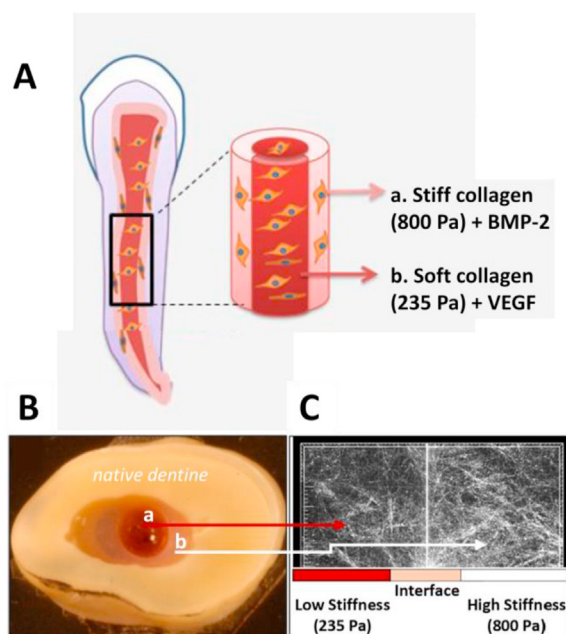 A
a. Stiff collagen
(800 Pa) + BMP-2
b. Soft collagen
(235 Pa) + VEGF
B
C
native dentine
a
b
Interface
Low Stiffness
(235 Pa)
High Stiffness
(800 Pa)